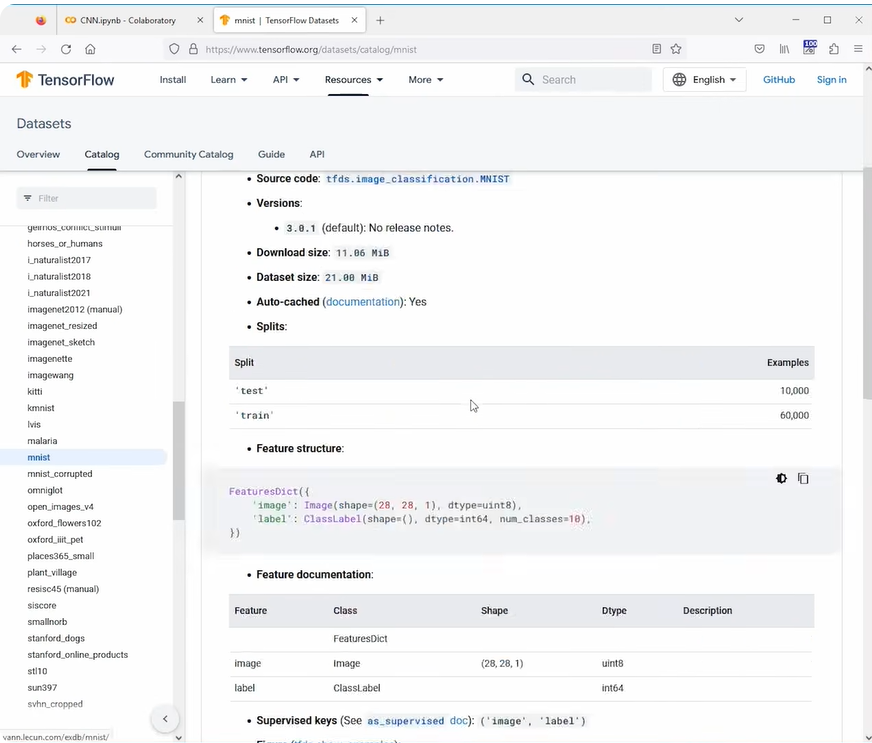 CNN.ipynb - Colaboratory
mnist | TensorFlow Datasets
https://www.tensorflow.org/datasets/catalog/mnist
100
TensorFlow
Install
Learn
API
Resources
More
Search
English
GitHub
Sign in
Datasets
Overview
Catalog
Community Catalog
Guide
API
Filter
horses_or_humans
i_naturalist2017
i_naturalist2018
i_naturalist2021
imagenet2012 (manual)
imagenet_resized
imagenet_sketch
imagenette
imagewang
kitti
kmnist
lvis
malaria
mnist
mnist_corrupted
omniglot
open_images_v4
oxford_flowers102
oxford_iiit_pet
places365_small
plant_village
resisc45 (manual)
siscore
smallnorb
stanford_dogs
stanford_online_products
stl10
sun397
svhn_cropped
vann.lecun.com/exdb/mnist/
• Source code: tfds.image_classification.MNIST
• Versions:
• 3.0.1 (default): No release notes.
• Download size: 11.06 MiB
• Dataset size: 21.00 MiB
• Auto-cached (documentation): Yes
• Splits:
Split Examples
'test' 10,000
'train' 60,000
• Feature structure:
FeaturesDict({
'image': Image(shape=(28, 28, 1), dtype=uint8),
'label': ClassLabel(shape=(), dtype=int64, num_classes=10),
})
• Feature documentation:
Feature Class Shape Dtype Description
FeaturesDict
image Image (28, 28, 1) uint8
label ClassLabel int64
• Supervised keys (See as_supervised doc): ('image', 'label')